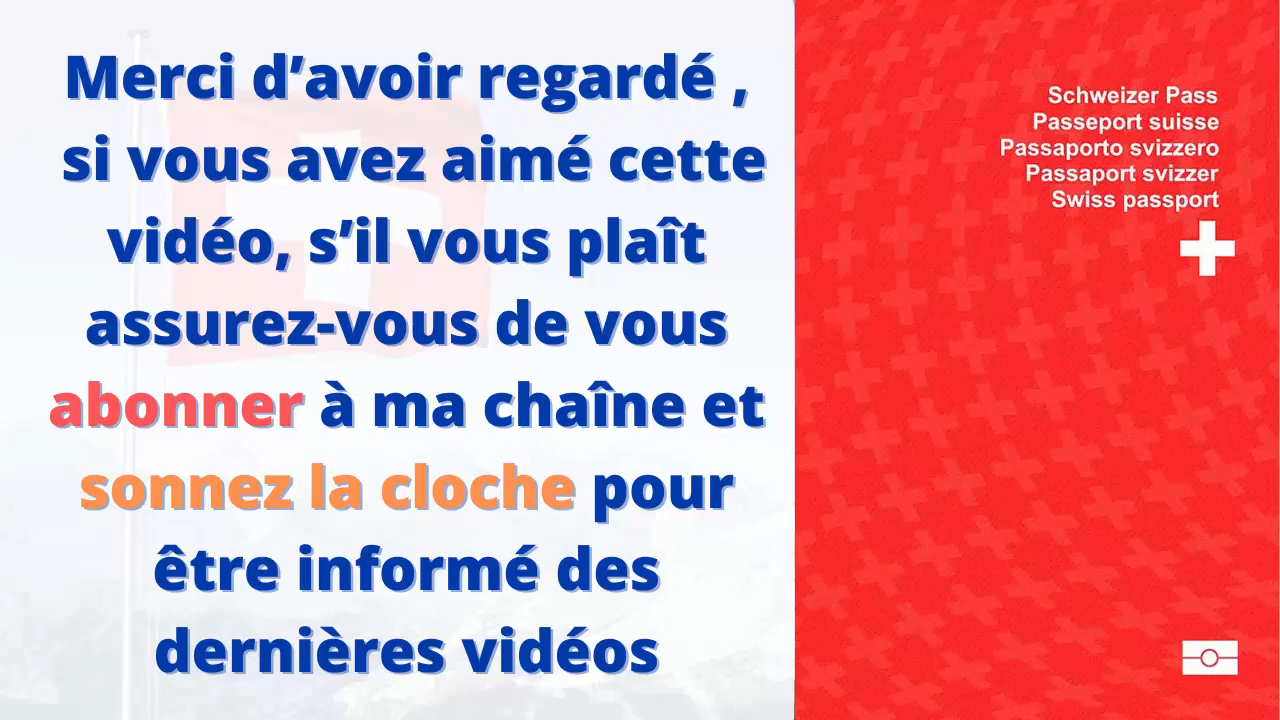 Merci d’avoir regardé ,
si vous avez aimé cette
vidéo, s’il vous plaît
assurez-vous de vous
abonner à ma chaîne et
sonnez la cloche pour
être informé des
dernières vidéos
Schweizer Pass
Passeport suisse
Passaporto svizzero
Passaport svizzer
Swiss passport